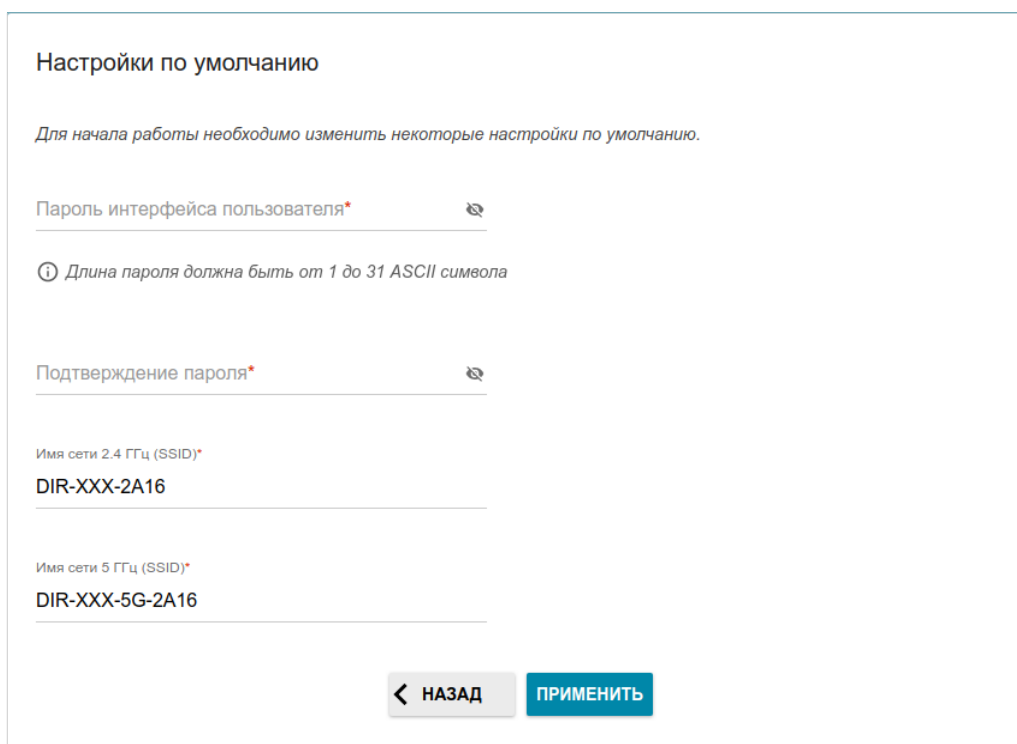 Настройки по умолчанию
Для начала работы необходимо изменить некоторые настройки по умолчанию.
Пароль интерфейса пользователя*
Длина пароля должна быть от 1 до 31 ASCII символа
Подтверждение пароля*
Имя сети 2.4 ГГц (SSID)*
DIR-XXX-2A16
Имя сети 5 ГГц (SSID)*
DIR-XXX-5G-2A16
НАЗАД ПРИМЕНИТЬ